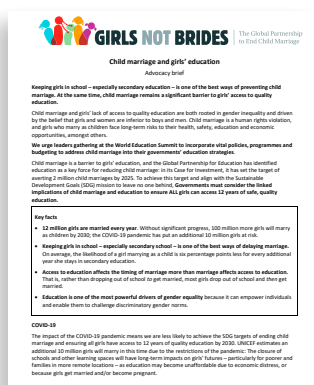 GIRLS NOT BRIDES
The Global Partnership
to End Child Marriage
Child marriage and girls' education
Advocacy brief
Keeping girls in school – especially secondary school – is one of the best ways of preventing child
marriage. At the same time, child marriage remains a significant barrier to girls' access to quality
education.
Child marriage and girls' lack of access to quality education are both rooted in gender inequality and driven
by the belief that girls and women are inferior to boys and men. Child marriage is a human rights violation,
and girls who marry as children face long-term risks to their health, safety, education and economic
opportunities, amongst others.
We urge leaders gathering at the World Education Summit to incorporate vital policies, programmes and
budgeting to address child marriage into their governments' education strategies.
Child marriage is a barrier to girls' education, and the Global Partnership for Education has identified
education as a key force for reducing child marriage: in its Case for Investment, it has set the target of
averting 2 million child marriages by 2025. To achieve this target and align with the Sustainable
Development Goals (SDG) mission to leave no one behind, Governments must consider the linked
implications of child marriage and education to ensure ALL girls can access 12 years of safe, quality
education.
Key facts
• 12 million girls are married every year. Without significant progress, 100 million more girls will marry
as children by 2030; the COVID-19 pandemic has put an additional 10 million girls at risk.
• Keeping girls in school – especially secondary school – is one of the best ways of delaying marriage.
On average, the likelihood of a girl marrying as a child is six percentage points less for every additional
year she stays in secondary education.
• Access to education affects the timing of marriage more than marriage affects access to education.
That is, rather than dropping out of school to get married, most girls drop out of school and then get
married.
• Education is one of the most powerful drivers of gender equality because it can empower individuals
and enable them to challenge discriminatory gender norms.
COVID-19
The impact of the COVID-19 pandemic means we are less likely to achieve the SDG targets of ending child
marriage and ensuring all girls have access to 12 years of quality education by 2030. UNICEF estimates an
additional 10 million girls will marry in this time due to the restrictions of the pandemic: The closure of
schools and other learning spaces will have long-term impacts on girls' futures – particularly for poorer and
families in more remote locations – as education may become unaffordable due to economic distress, or
because girls get married and/or become pregnant.